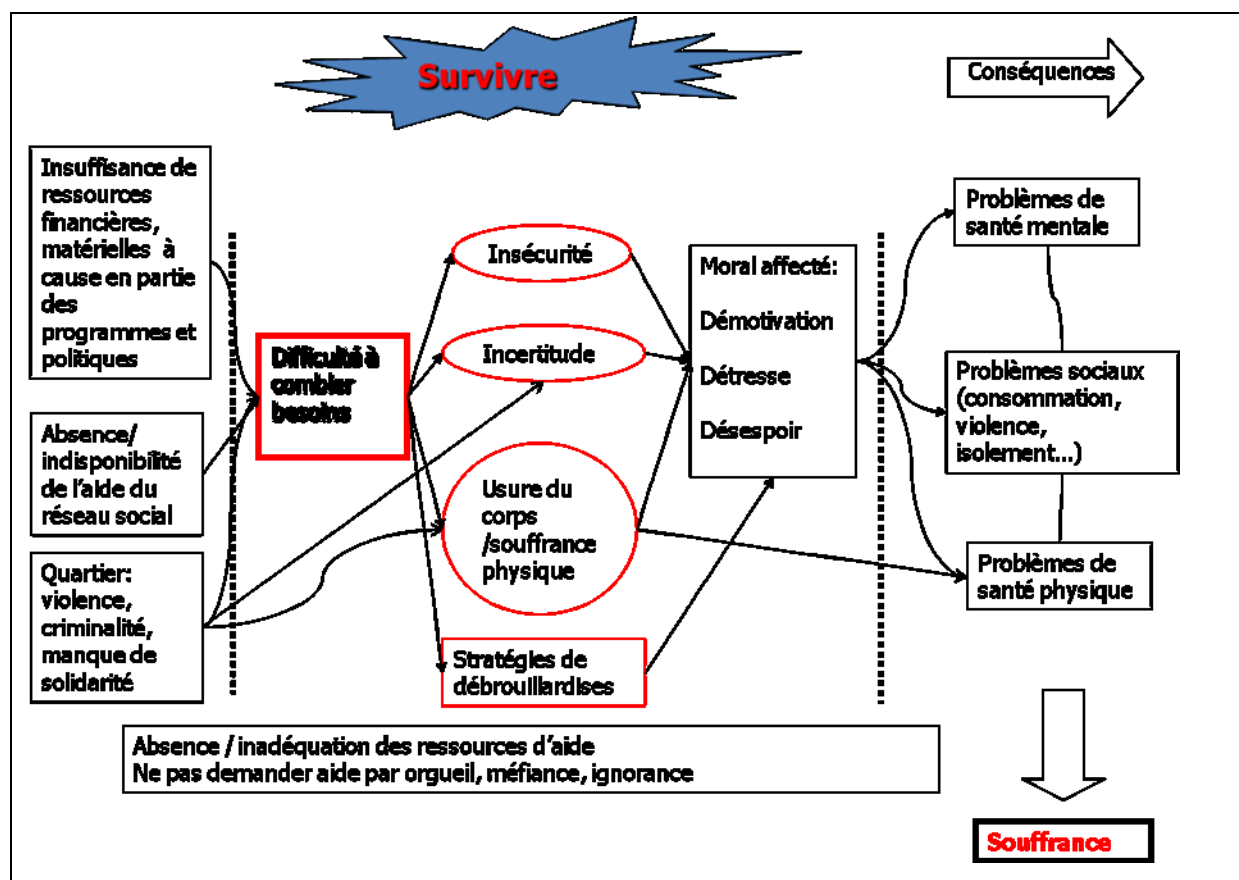 Survivre
Conséquences
Insuffisance de
ressources
financières,
matérielles à
cause en partie
des
programmes et
politiques
Absence/
indisponibilité
de l'aide du
réseau social
Quartier:
violence,
criminalité,
manque de
solidarité
Difficulté à
combler
besoins
Insécurité
Incertitude
Usure du
corps
/souffrance
physique
Stratégies de
débrouillardises
Moral affecté:
Démotivation
Détresse
Désespoir
Problèmes de
santé mentale
Problèmes sociaux
(consommation,
violence,
isolement...)
Problèmes de
santé physique
Absence / inadéquation des ressources d'aide
Ne pas demander aide par orgueil, méfiance, ignorance
Souffrance